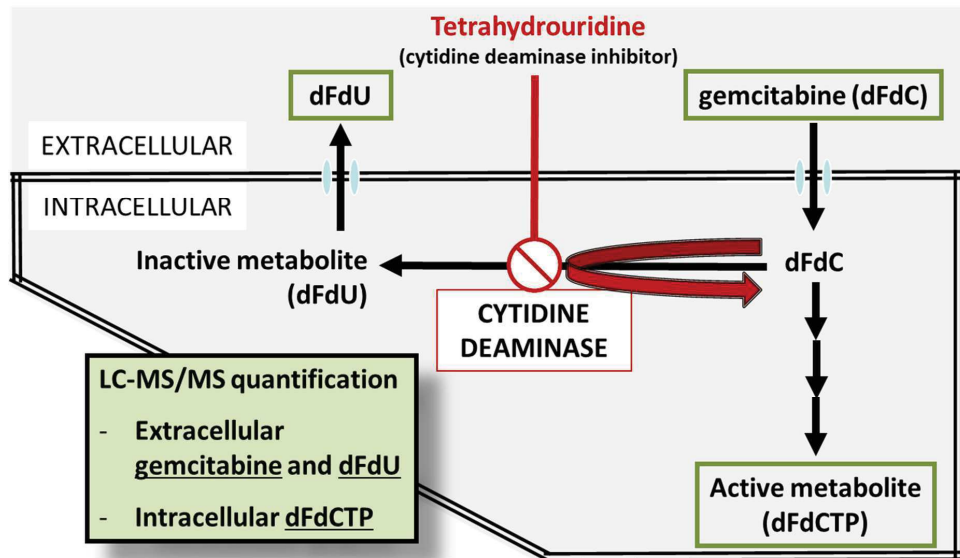 Tetrahydrouridine
(cytidine deaminase inhibitor)
dFdU
gemcitabine (dFdC)
EXTRACELLULAR
INTRACELLULAR
Inactive metabolite
(dFdU)
dFdC
CYTIDINE
DEAMINASE
LC-MS/MS quantification
- Extracellular
gemcitabine and dFdU
- Intracellular dFdCTP
Active metabolite
(dFdCTP)